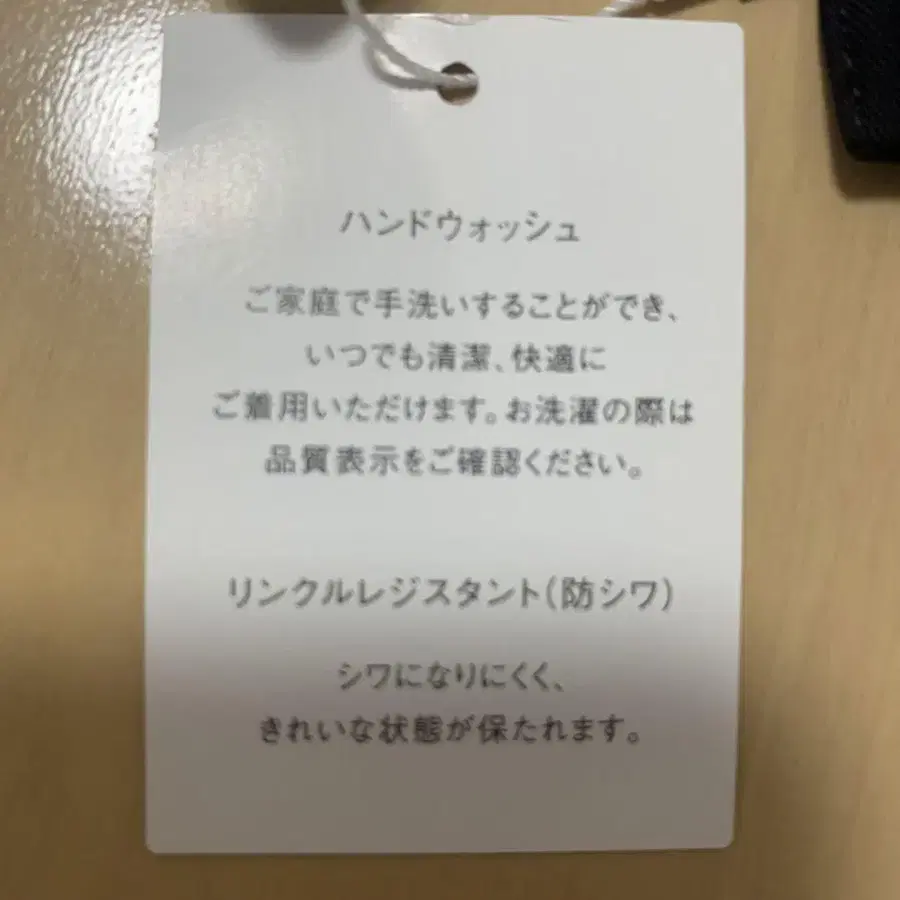 ハンドウォッシュ
ご家庭で手洗いすることができ、
いつでも清潔、快適に
ご着用いただけます。お洗濯の際は
品質表示をご確認ください。
リンクルレジスタント(防シワ)
シワになりにくく、
きれいな状態が保たれます。